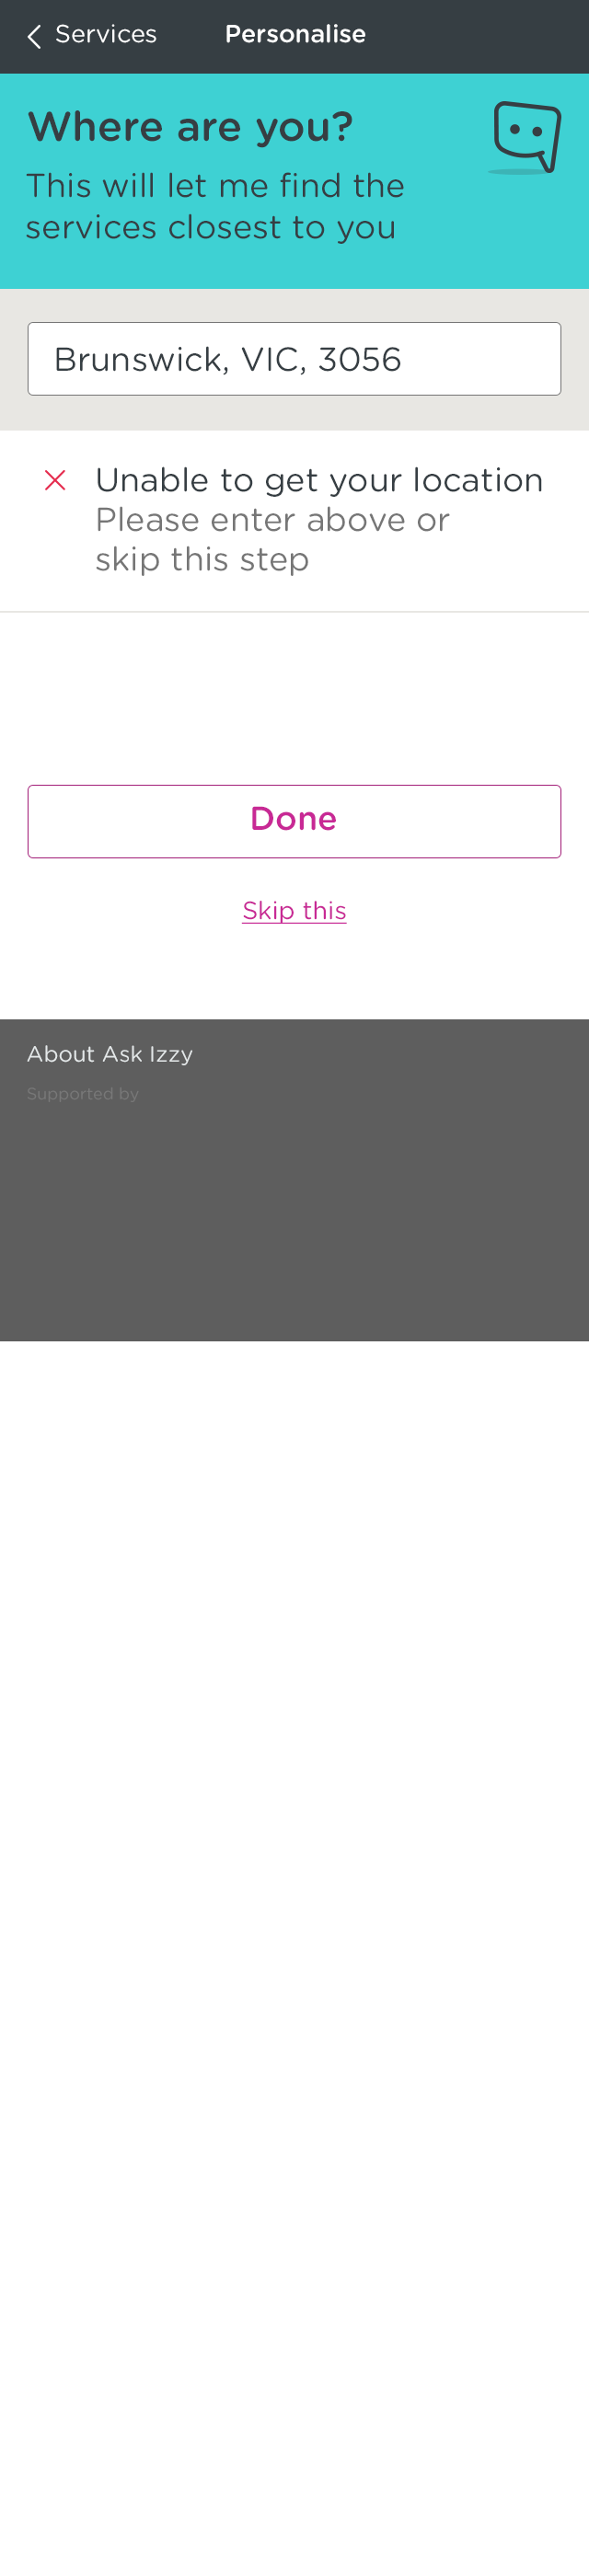 Services
Personalise
Where are you?
This will let me find the
services closest to you
Brunswick, VIC, 3056
Unable to get your location
Please enter above or
skip this step
Done
Skip this
About Ask Izzy
Supported by